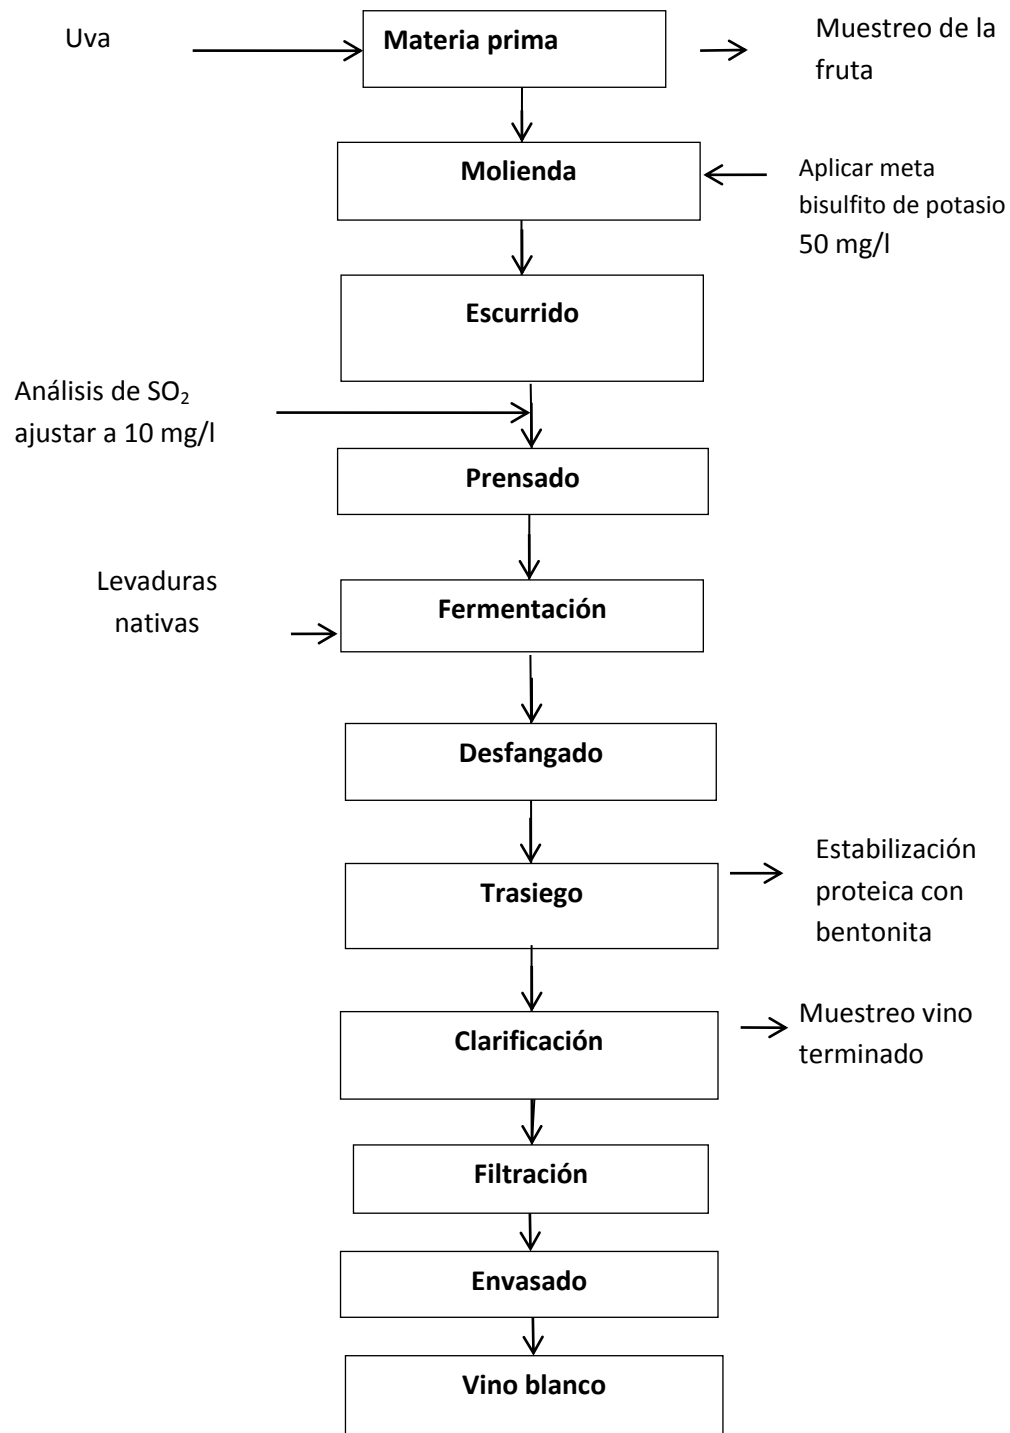 Uva
Materia prima
Muestreo de la
fruta
Molienda
Aplicar meta
bisulfito de potasio
50 mg/l
Escurrido
Análisis de SO₂
ajustar a 10 mg/l
Prensado
Levaduras
nativas
Fermentación
Desfangado
Trasiego
Estabilización
proteica con
bentonita
Clarificación
Muestreo vino
terminado
Filtración
Envasado
Vino blanco